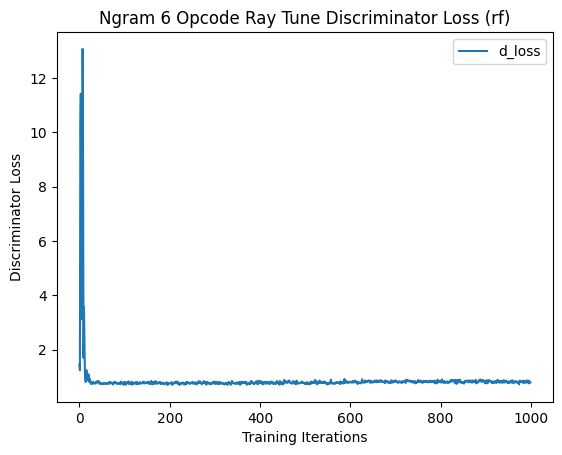 Ngram 6 Opcode Ray Tune Discriminator Loss (rf)
d_loss
12
10
8
6
4
2
Discriminator Loss
0 200 400 600 800 1000
Training Iterations